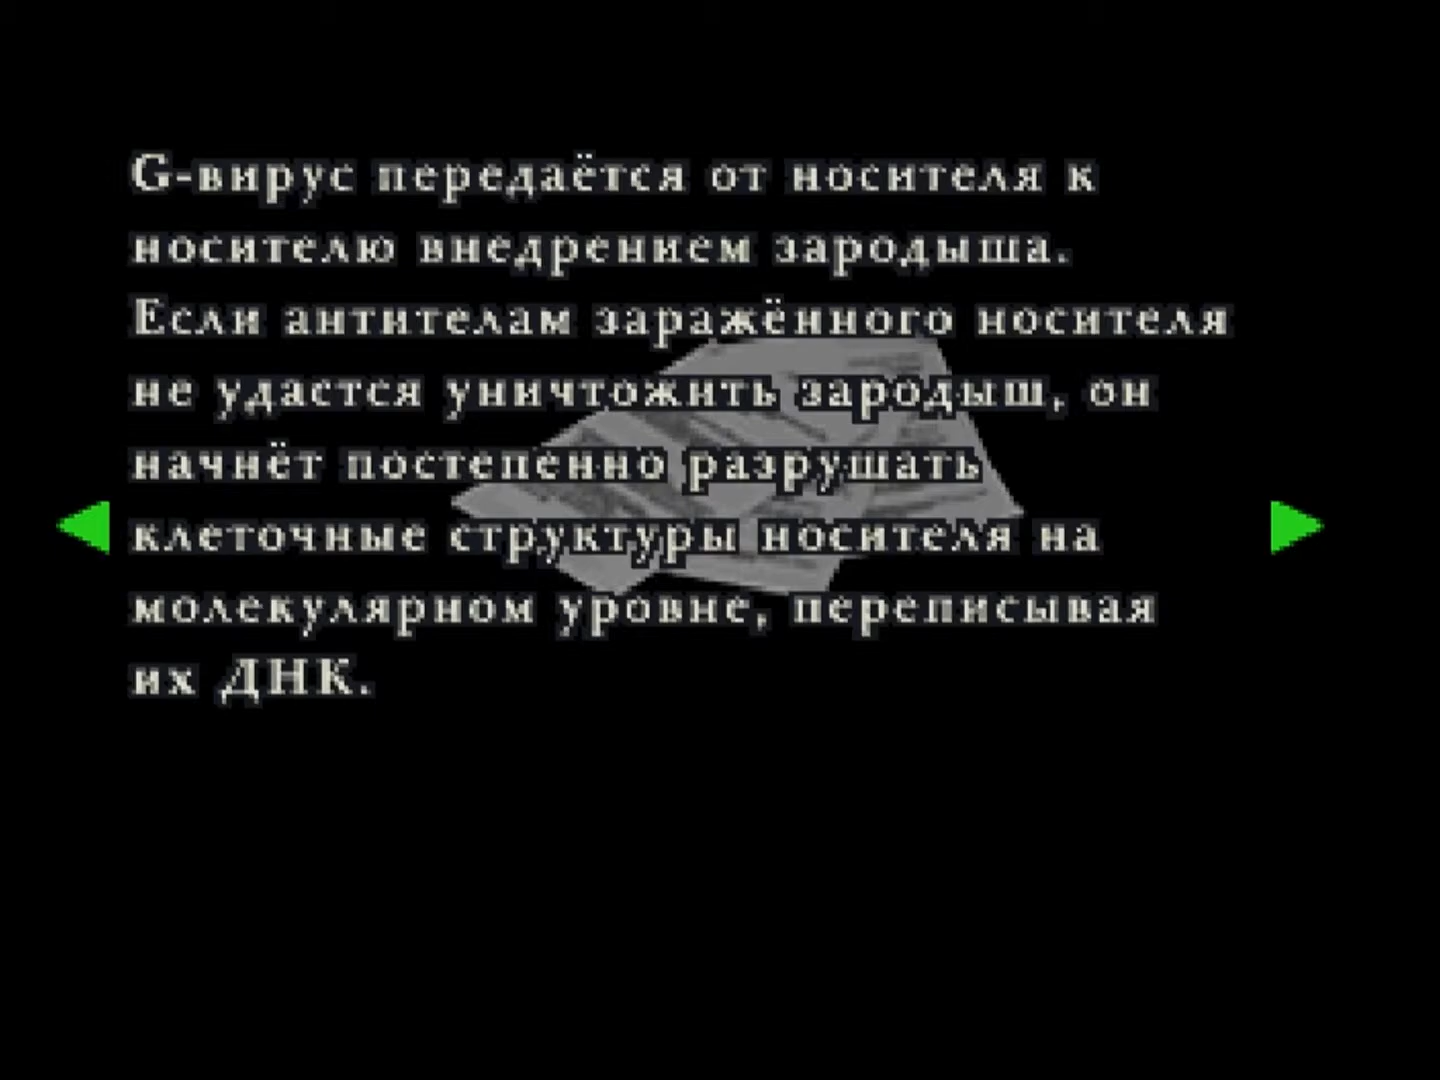 G-вирус передаётся от носителя к
носителю внедрением зародыша.
Если антителам заражённого носителя
не удастся уничтожить зародыш, он
начнёт постепенно разрушать
клеточные структуры носителя на
молекулярном уровне, переписывая
их ДНК.